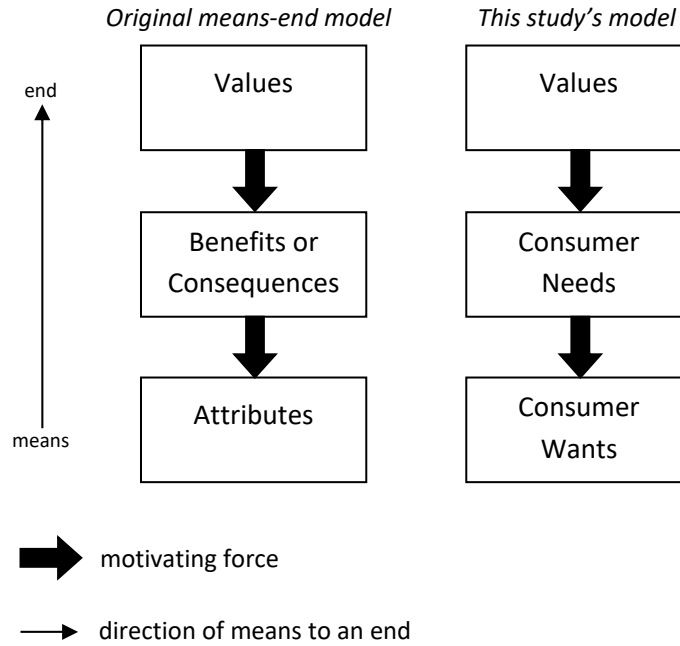 Original means-end model
This study’s model
end
means
Values
Benefits or
Consequences
Attributes
Values
Consumer
Needs
Consumer
Wants
motivating force
direction of means to an end